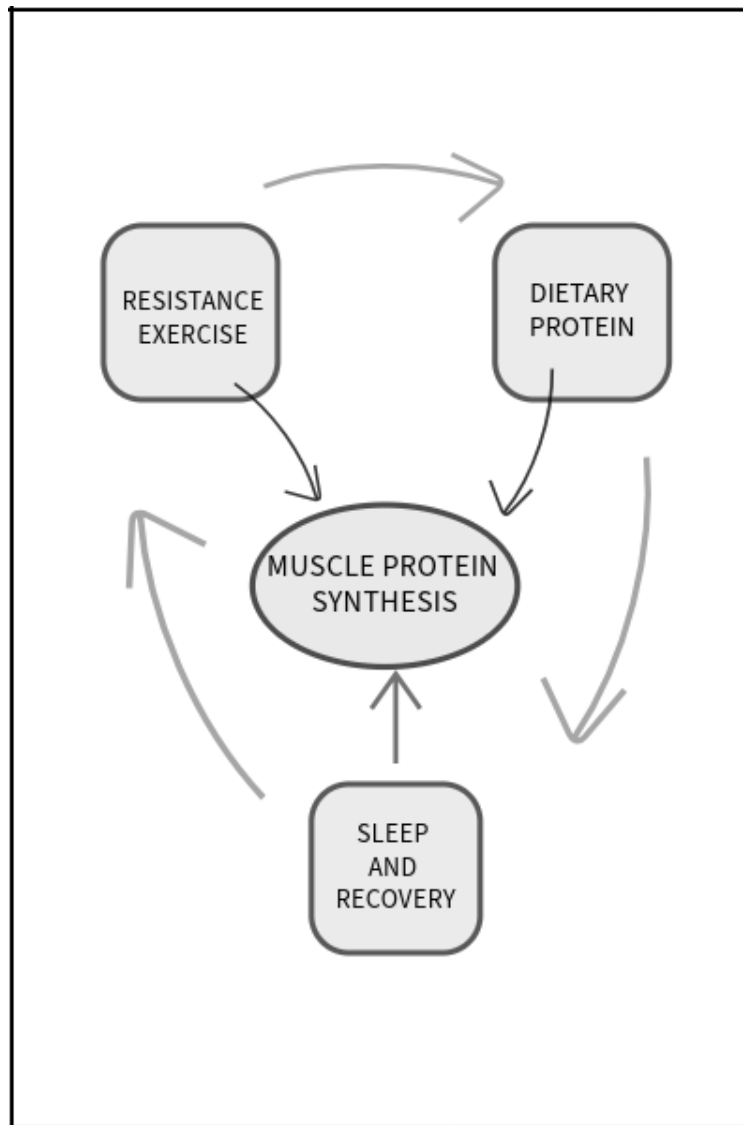 RESISTANCE
EXERCISE
DIETARY
PROTEIN
MUSCLE PROTEIN
SYNTHESIS
SLEEP
AND
RECOVERY